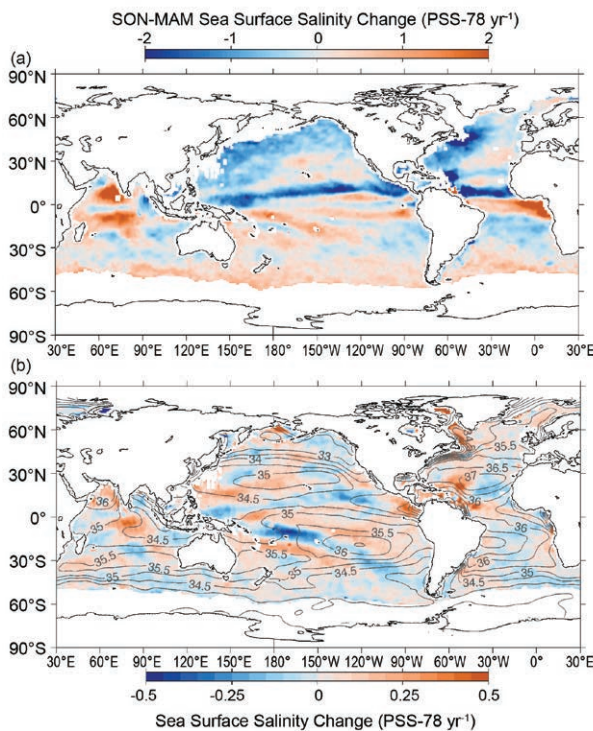 SON-MAM Sea Surface Salinity Change (PSS-78 yr⁻¹)
-2 -1 0 1 2
(a)
90°N
60°N
30°N
0°
30°S
60°S
90°S
30°E 60°E 90°E 120°E 150°E 180° 150°W 120°W 90°W 60°W 30°W 0° 30°E
(b)
90°N
60°N 35.5
34 33 36.5
30°N 35 37
36 34.5 36
0° 35 35
34.5 35.5 36
30°S 35.5 36 35.5 36
35 34.5 35 34.5 34.5 35
60°S
90°S
30°E 60°E 90°E 120°E 150°E 180° 150°W 120°W 90°W 60°W 30°W 0° 30°E
-0.5 -0.25 0 0.25 0.5
Sea Surface Salinity Change (PSS-78 yr⁻¹)